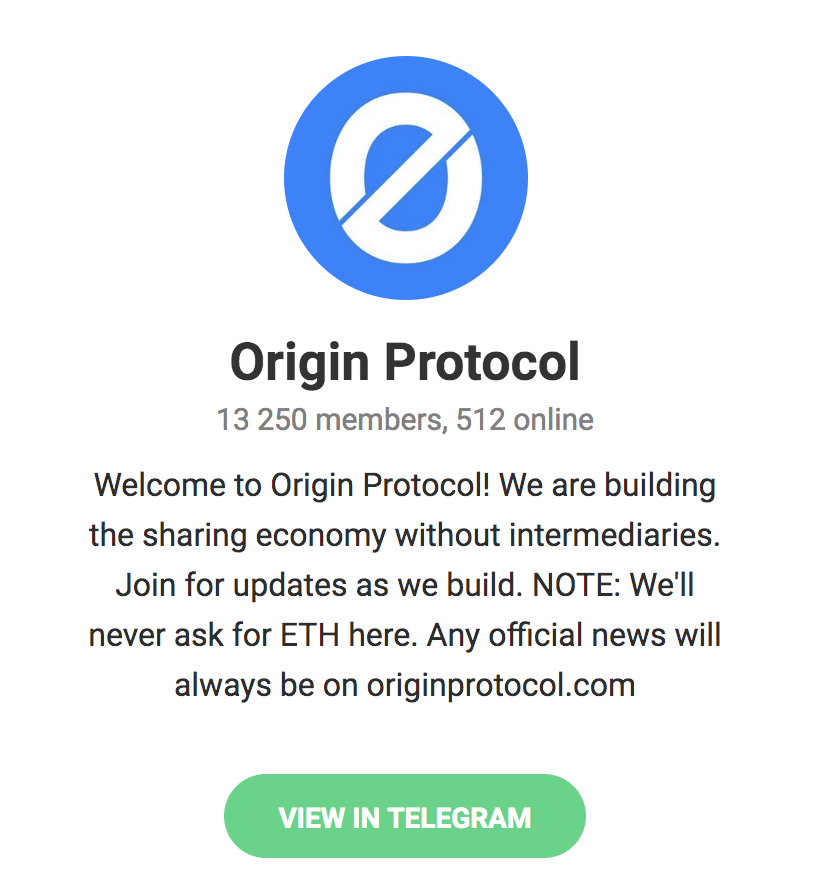 Origin Protocol
13 250 members, 512 online
Welcome to Origin Protocol! We are building
the sharing economy without intermediaries.
Join for updates as we build. NOTE: We'll
never ask for ETH here. Any official news will
always be on originprotocol.com
VIEW IN TELEGRAM